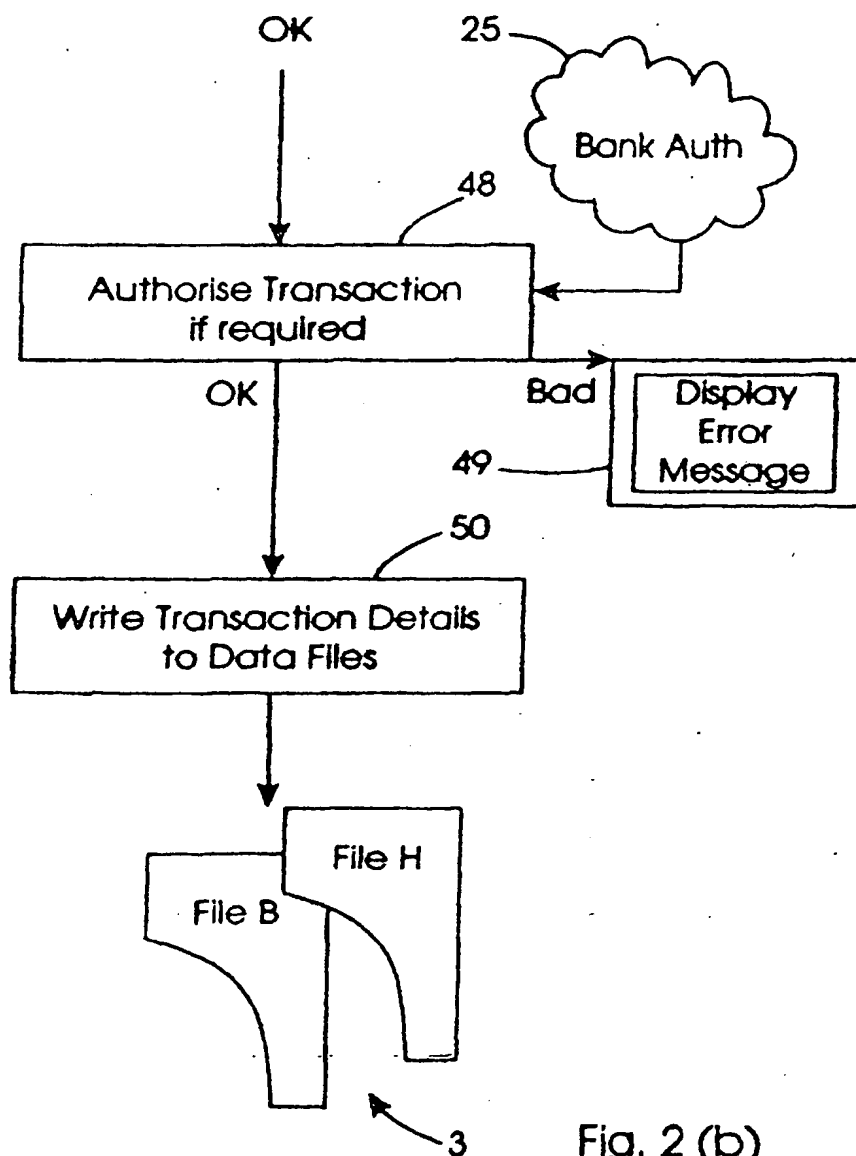 OK
25
Bank Auth
48
Authorise Transaction
if required
OK
Bad
Display
Error
Message
49
50
Write Transaction Details
to Data Files
File H
File B
3
Fig. 2 (b)